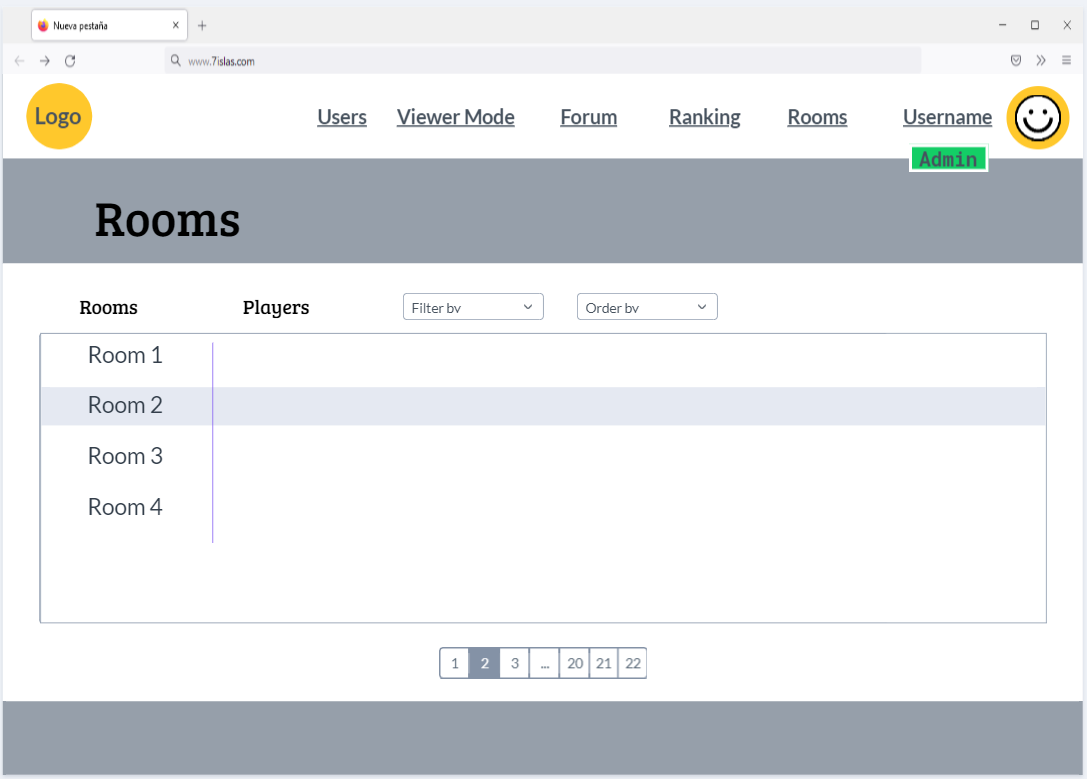 Nueva pestaña
www.7islas.com
Logo
Users Viewer Mode Forum Ranking Rooms Username
Admin
Rooms
Rooms Players Filter by Order by
Room 1
Room 2
Room 3
Room 4
1 2 3 ... 20 21 22